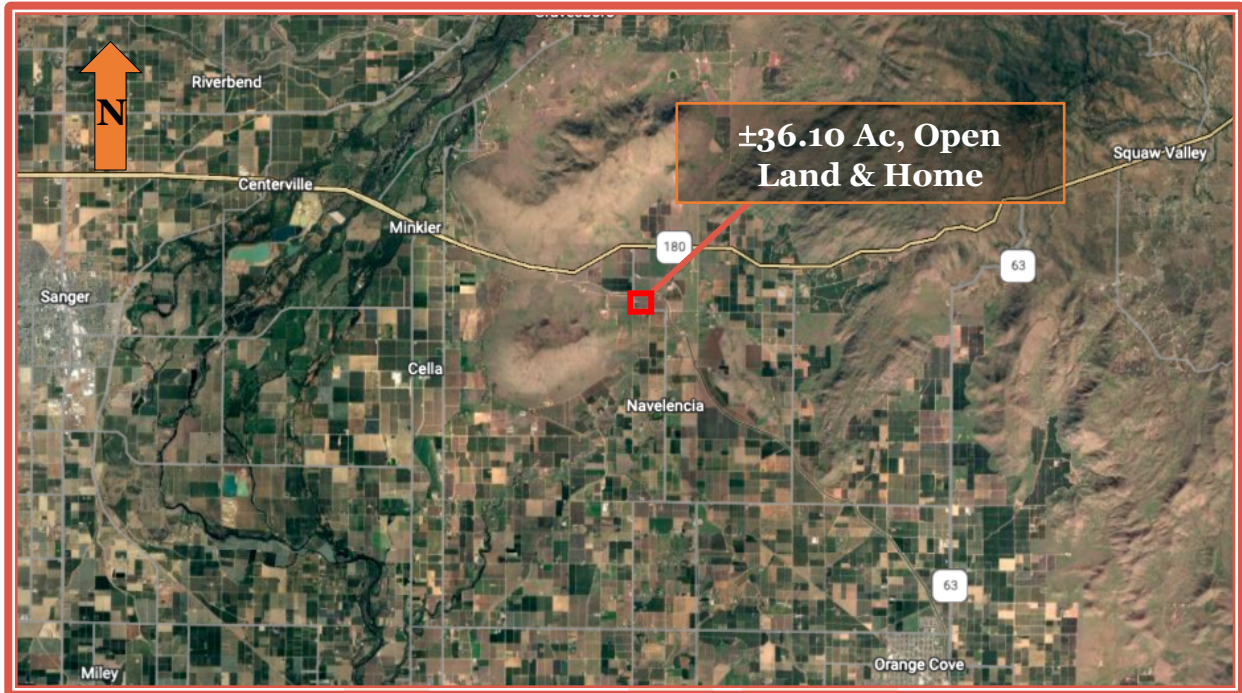 Riverbend
N
±36.10 Ac, Open
Land & Home
Squaw Valley
Centerville
Minkler
180
63
Sanger
Cella
Navelencia
63
Orange Cove
Miley